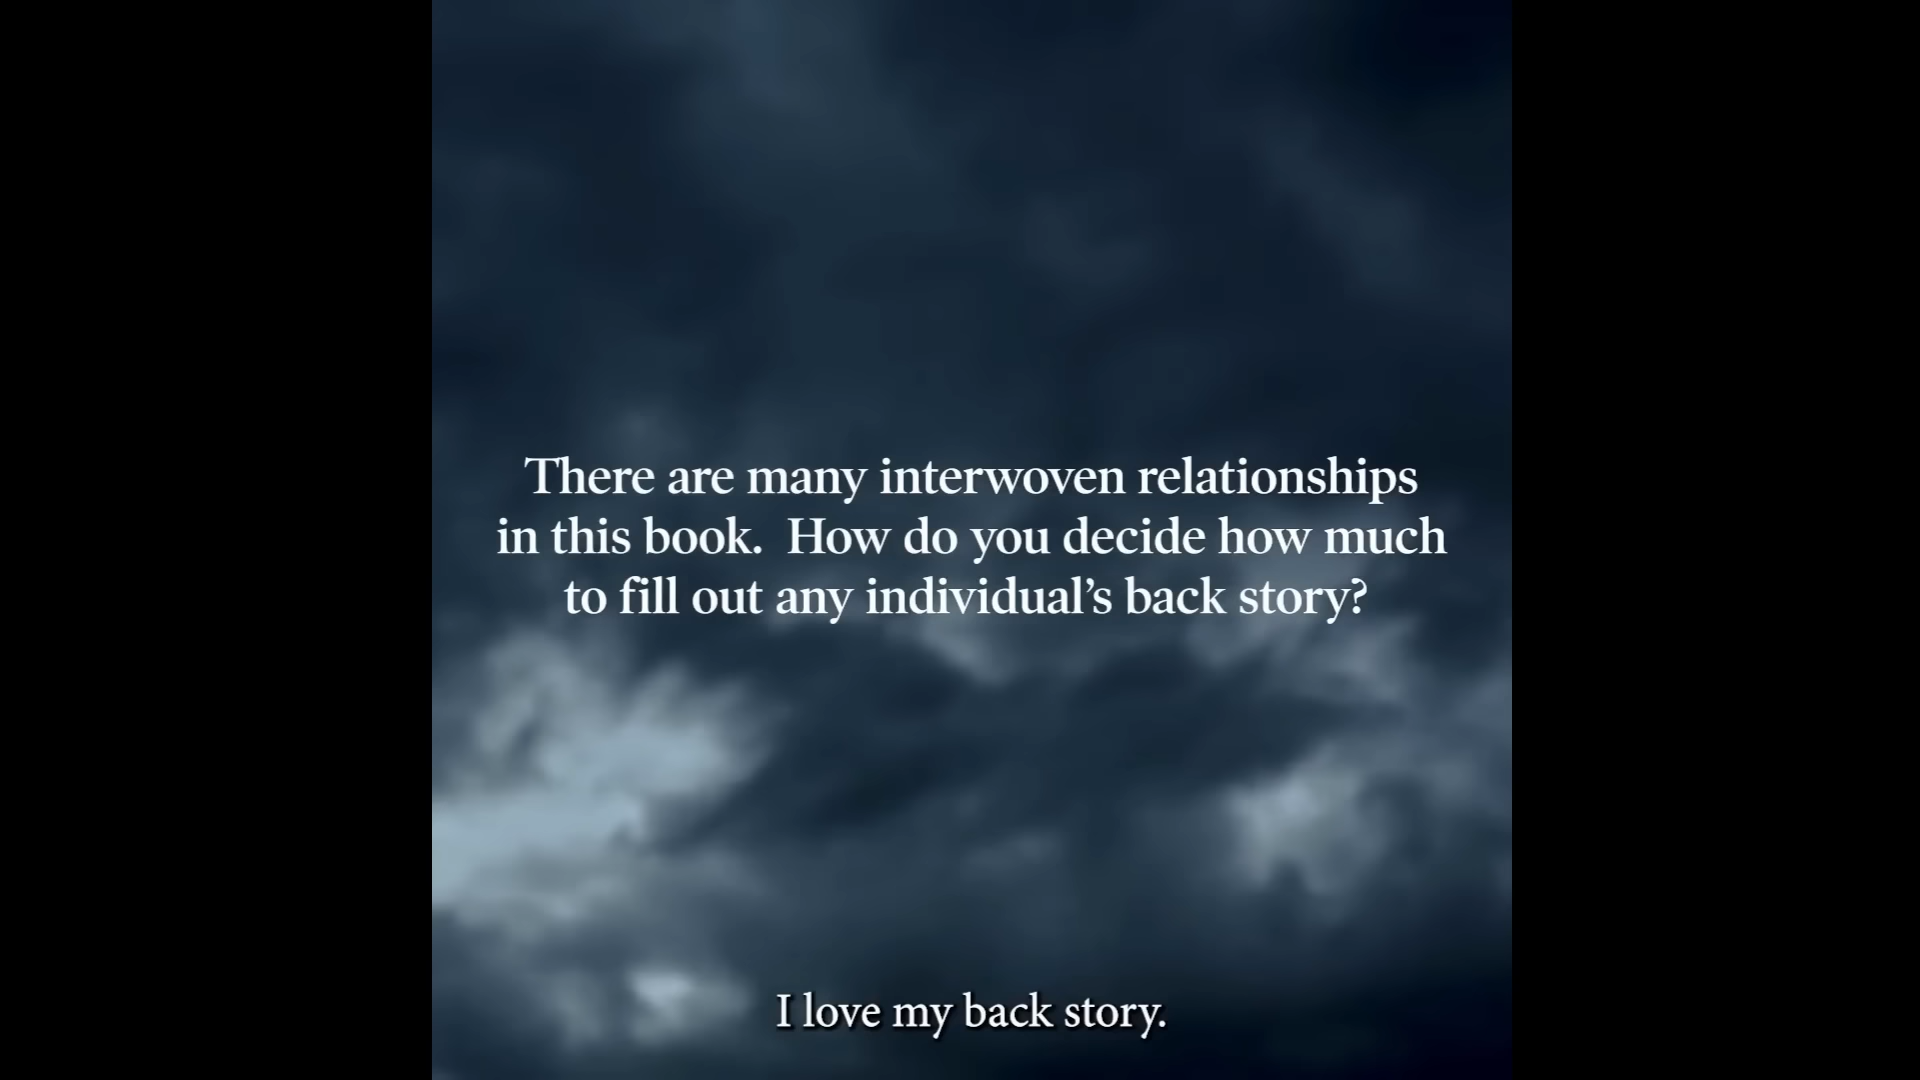 There are many interwoven relationships
in this book.  How do you decide how much
to fill out any individual’s back story?
I love my back story.